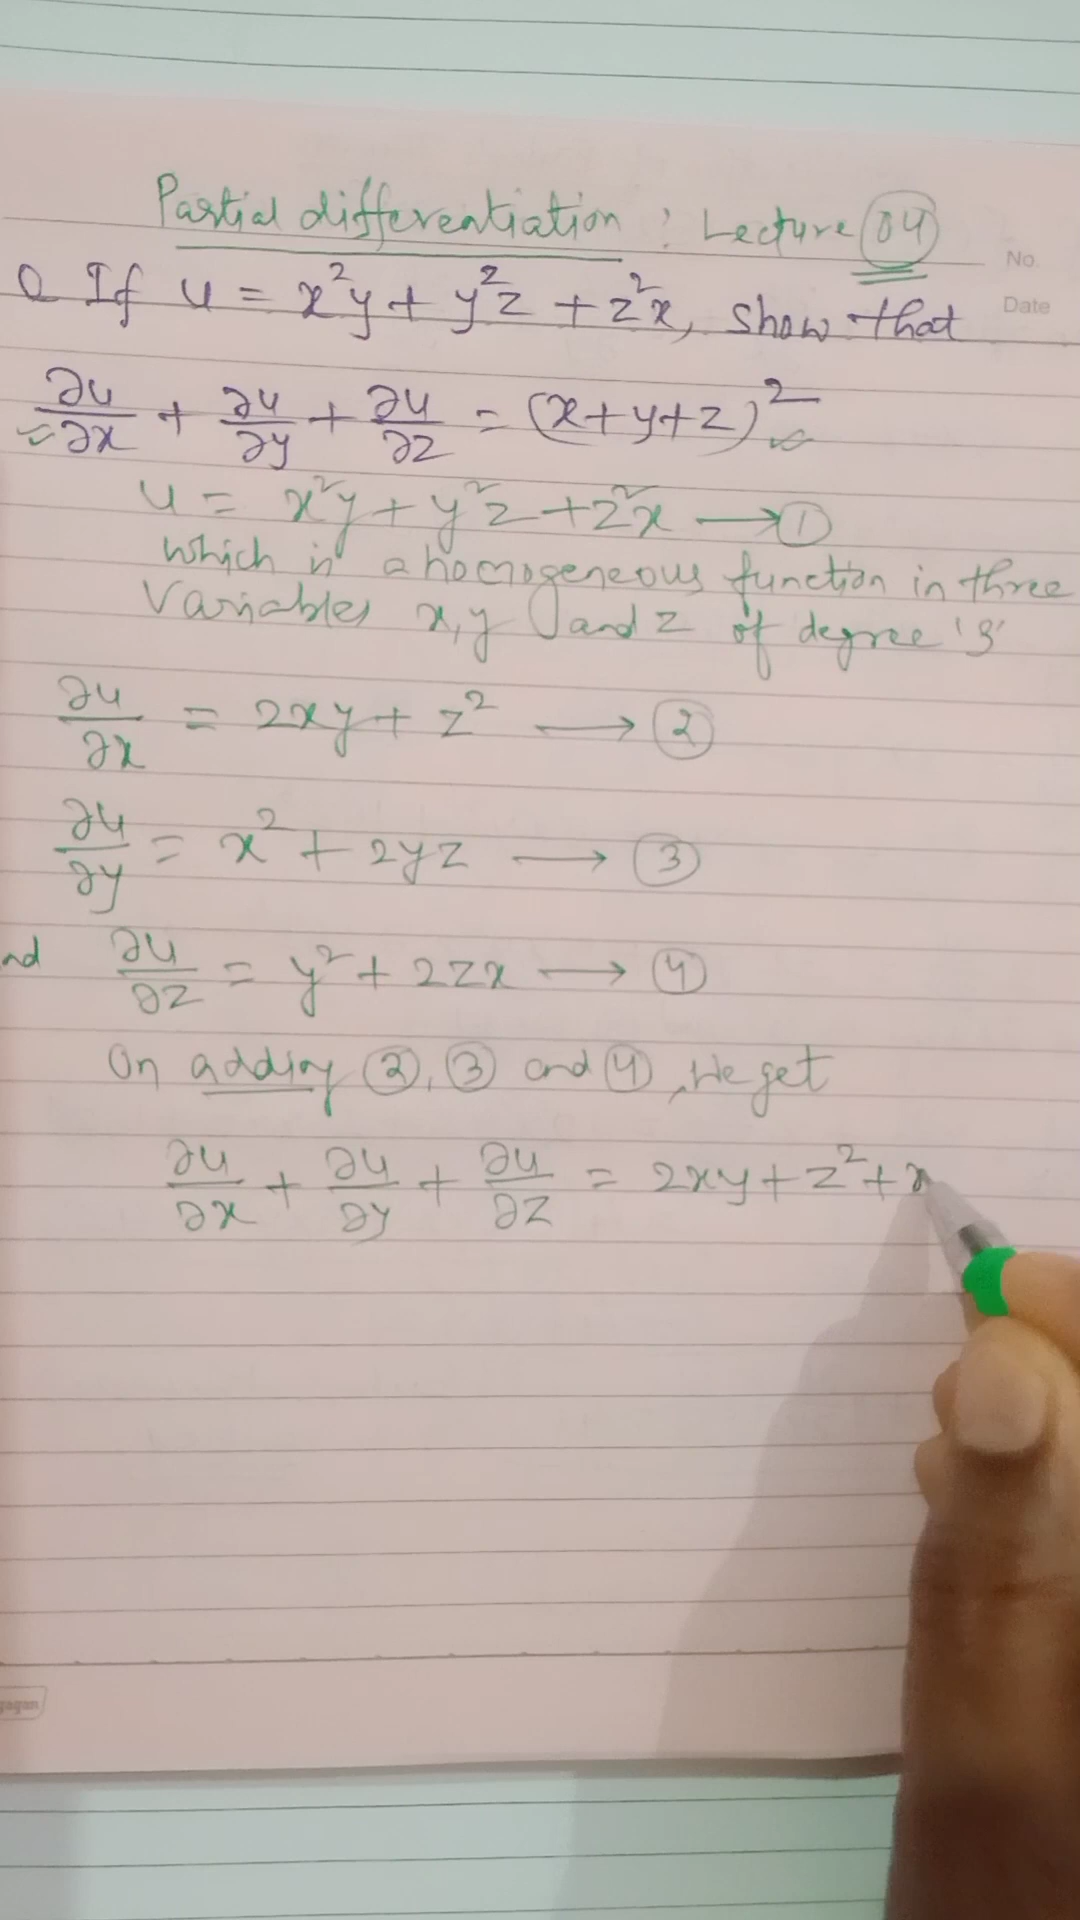 Partial differentiation : Lecture 04
No.
Q If u = x²y + y²z + z²x, show that
Date
∂u/∂x + ∂u/∂y + ∂u/∂z = (x+y+z)²
u = x²y + y²z + z²x → ①
which is a homogeneous function in three
Variables x, y and z of degree '3'
∂u/∂x = 2xy + z² → ②
∂u/∂y = x² + 2yz → ③
nd ∂u/∂z = y² + 2zx → ④
On adding ②, ③ and ④, we get
∂u/∂x + ∂u/∂y + ∂u/∂z = 2xy + z² + x
gagan